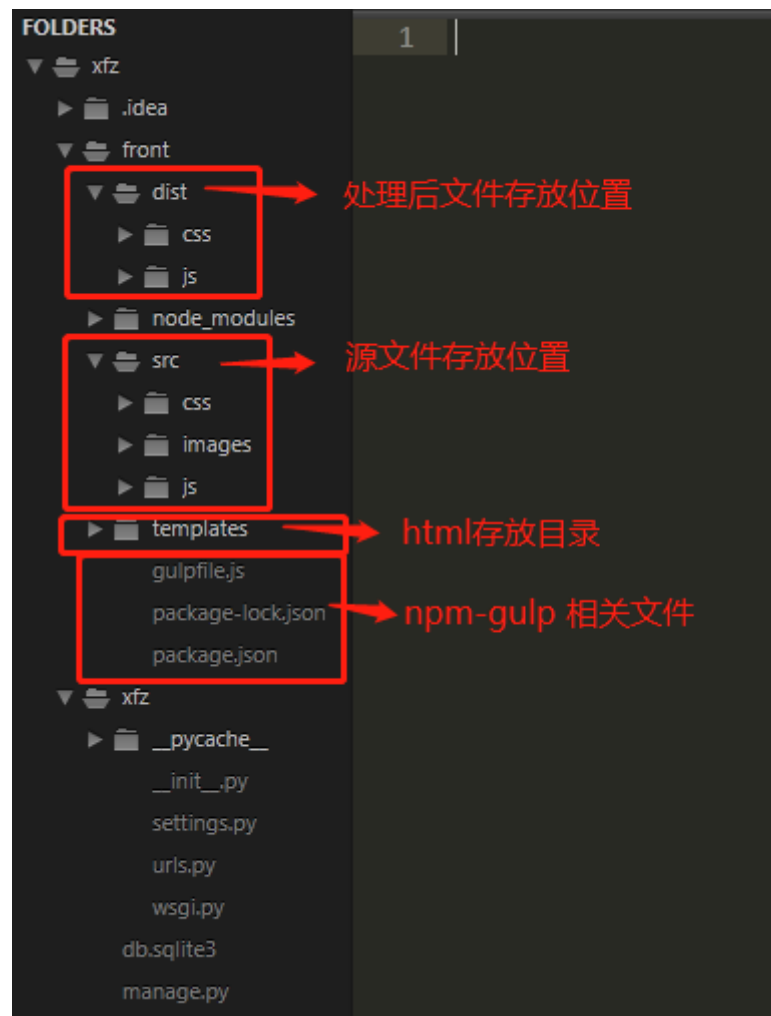 FOLDERS
1
xfz
.idea
front
dist
处理后文件存放位置
css
js
node_modules
src
源文件存放位置
css
images
js
templates
html存放目录
gulpfile.js
package-lock.json
npm-gulp 相关文件
package.json
xfz
__pycache__
__init__.py
settings.py
urls.py
wsgi.py
db.sqlite3
manage.py